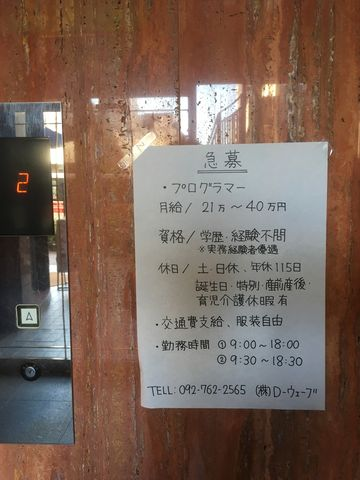 2
急募
・プログラマー
月給/ 21万～40万円
資格/ 学歴・経験不問
※実務経験者優遇
休日/ 土・日休、年休115日
誕生日・特別・産前産後・
育児介護休暇有
・交通費支給、服装自由
・勤務時間 ① 9:00～18:00
② 9:30～18:30
TELL: 092-762-2565 (株)D-ウェーブ